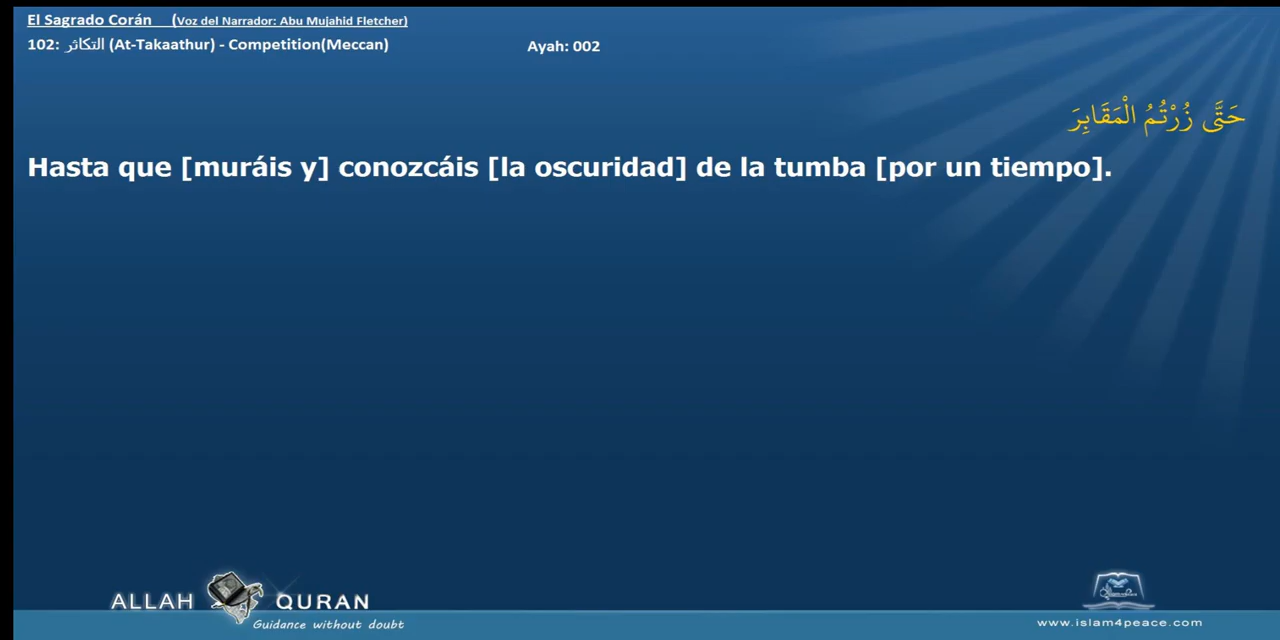 El Sagrado Corán (Voz del Narrador: Abu Mujahid Fletcher)
102: التكاثر (At-Takaathur) - Competition(Meccan) Ayah: 002
حَتَّى زُرْتُمُ الْمَقَابِرَ
Hasta que [muráis y] conozcáis [la oscuridad] de la tumba [por un tiempo].
ALLAH QURAN
Guidance without doubt
www.islam4peace.com